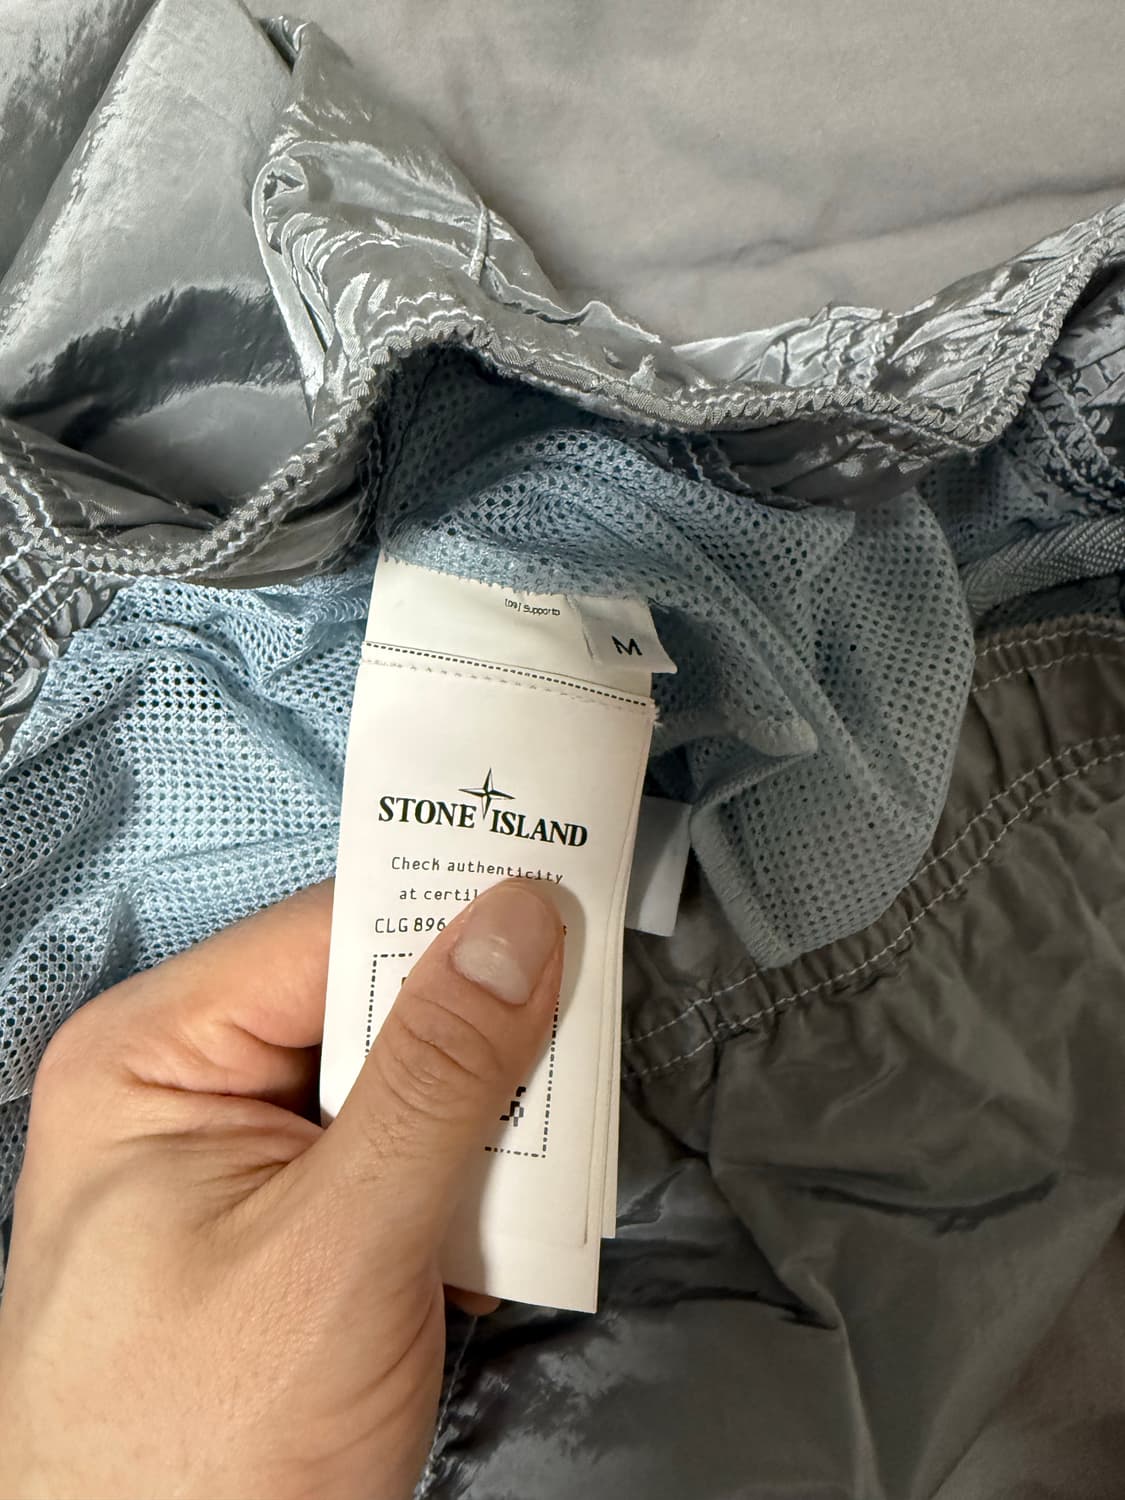 M
STONE ISLAND
Check authenticity
at certil
CLG 896